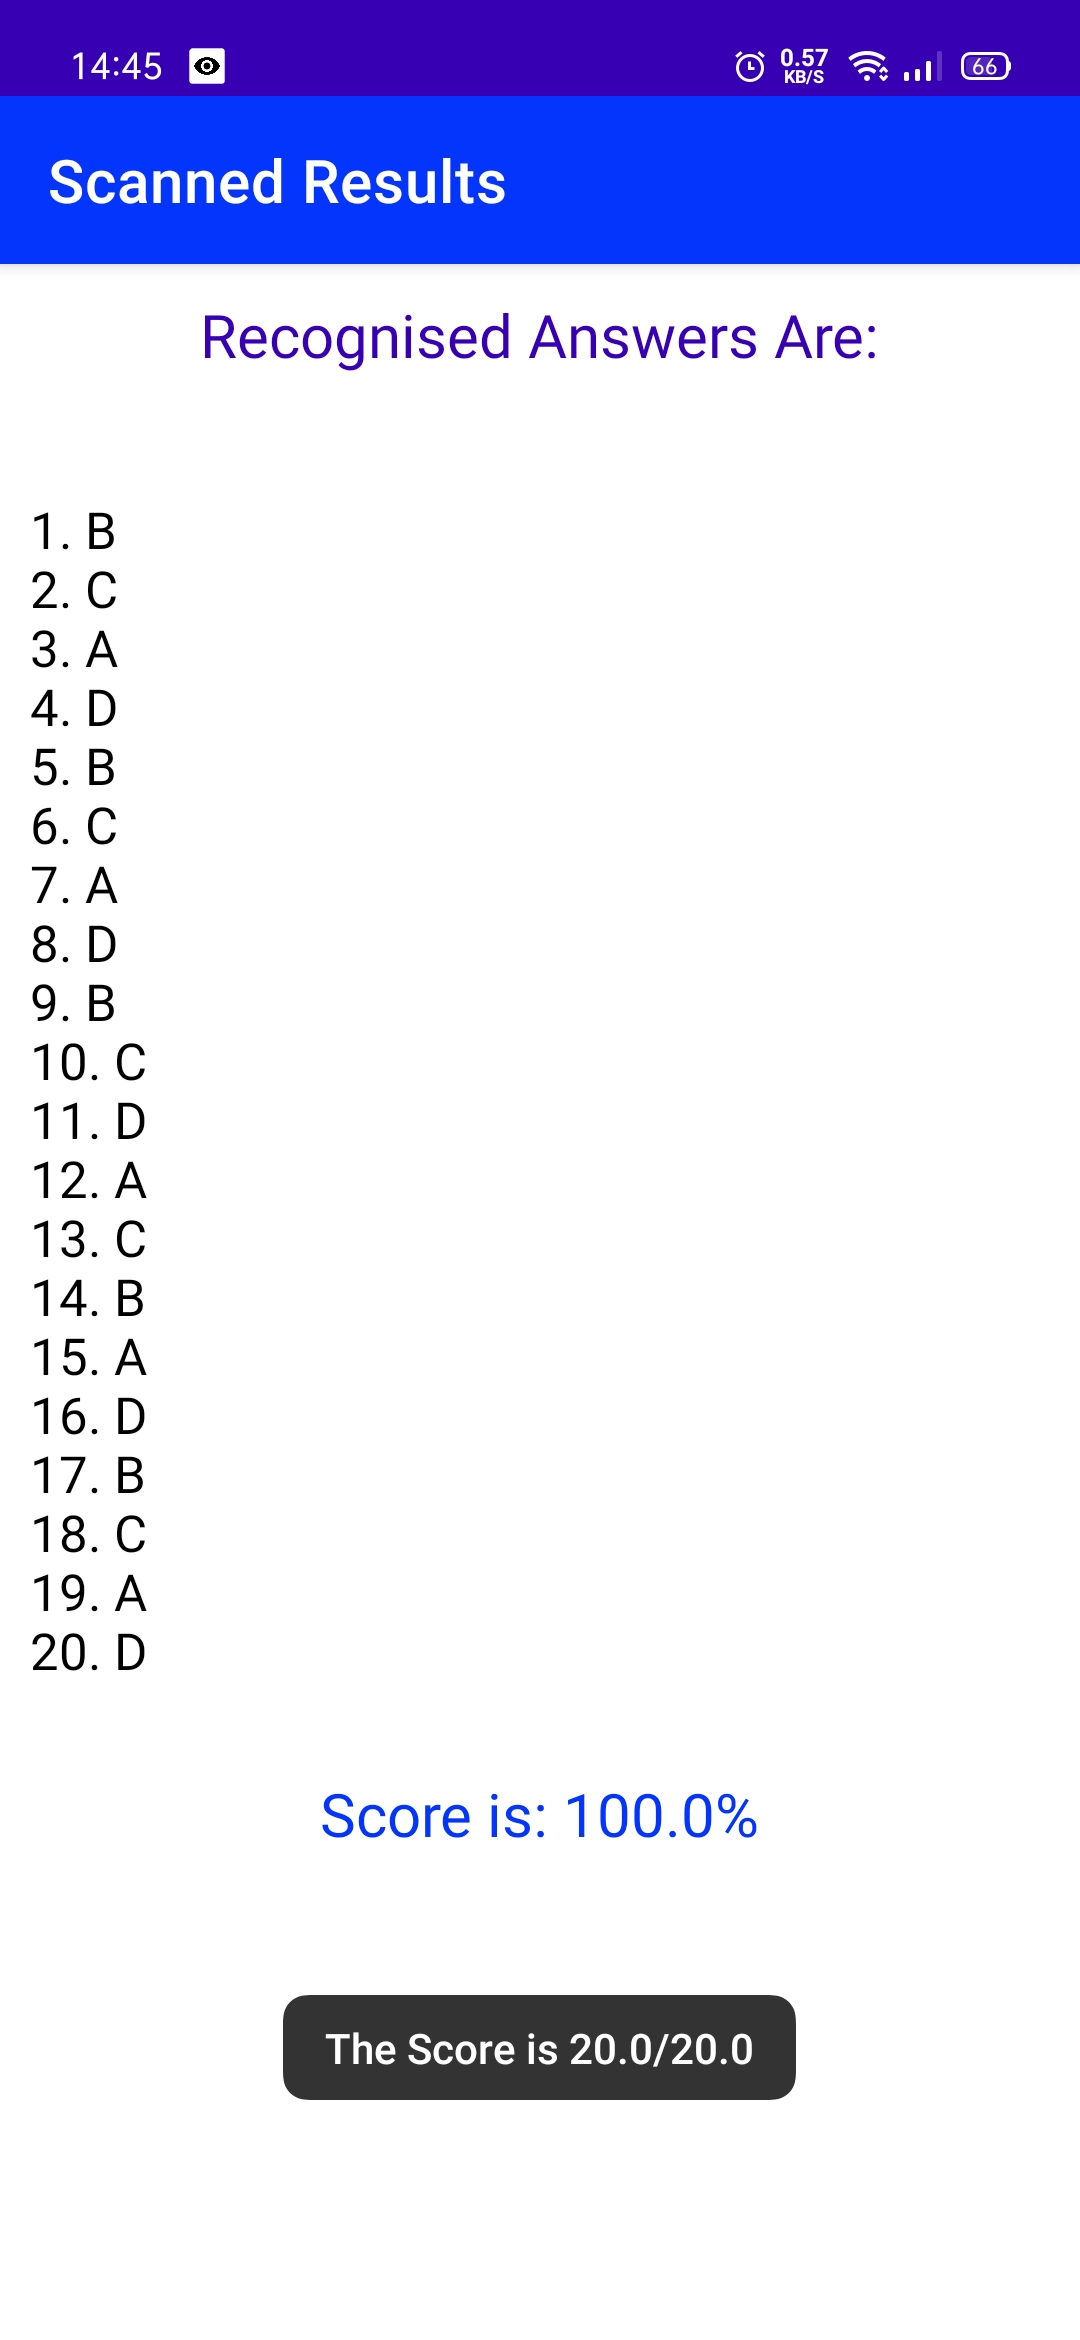 14:45
0.57
KB/S
66
Scanned Results
Recognised Answers Are:
1. B
2. C
3. A
4. D
5. B
6. C
7. A
8. D
9. B
10. C
11. D
12. A
13. C
14. B
15. A
16. D
17. B
18. C
19. A
20. D
Score is: 100.0%
The Score is 20.0/20.0